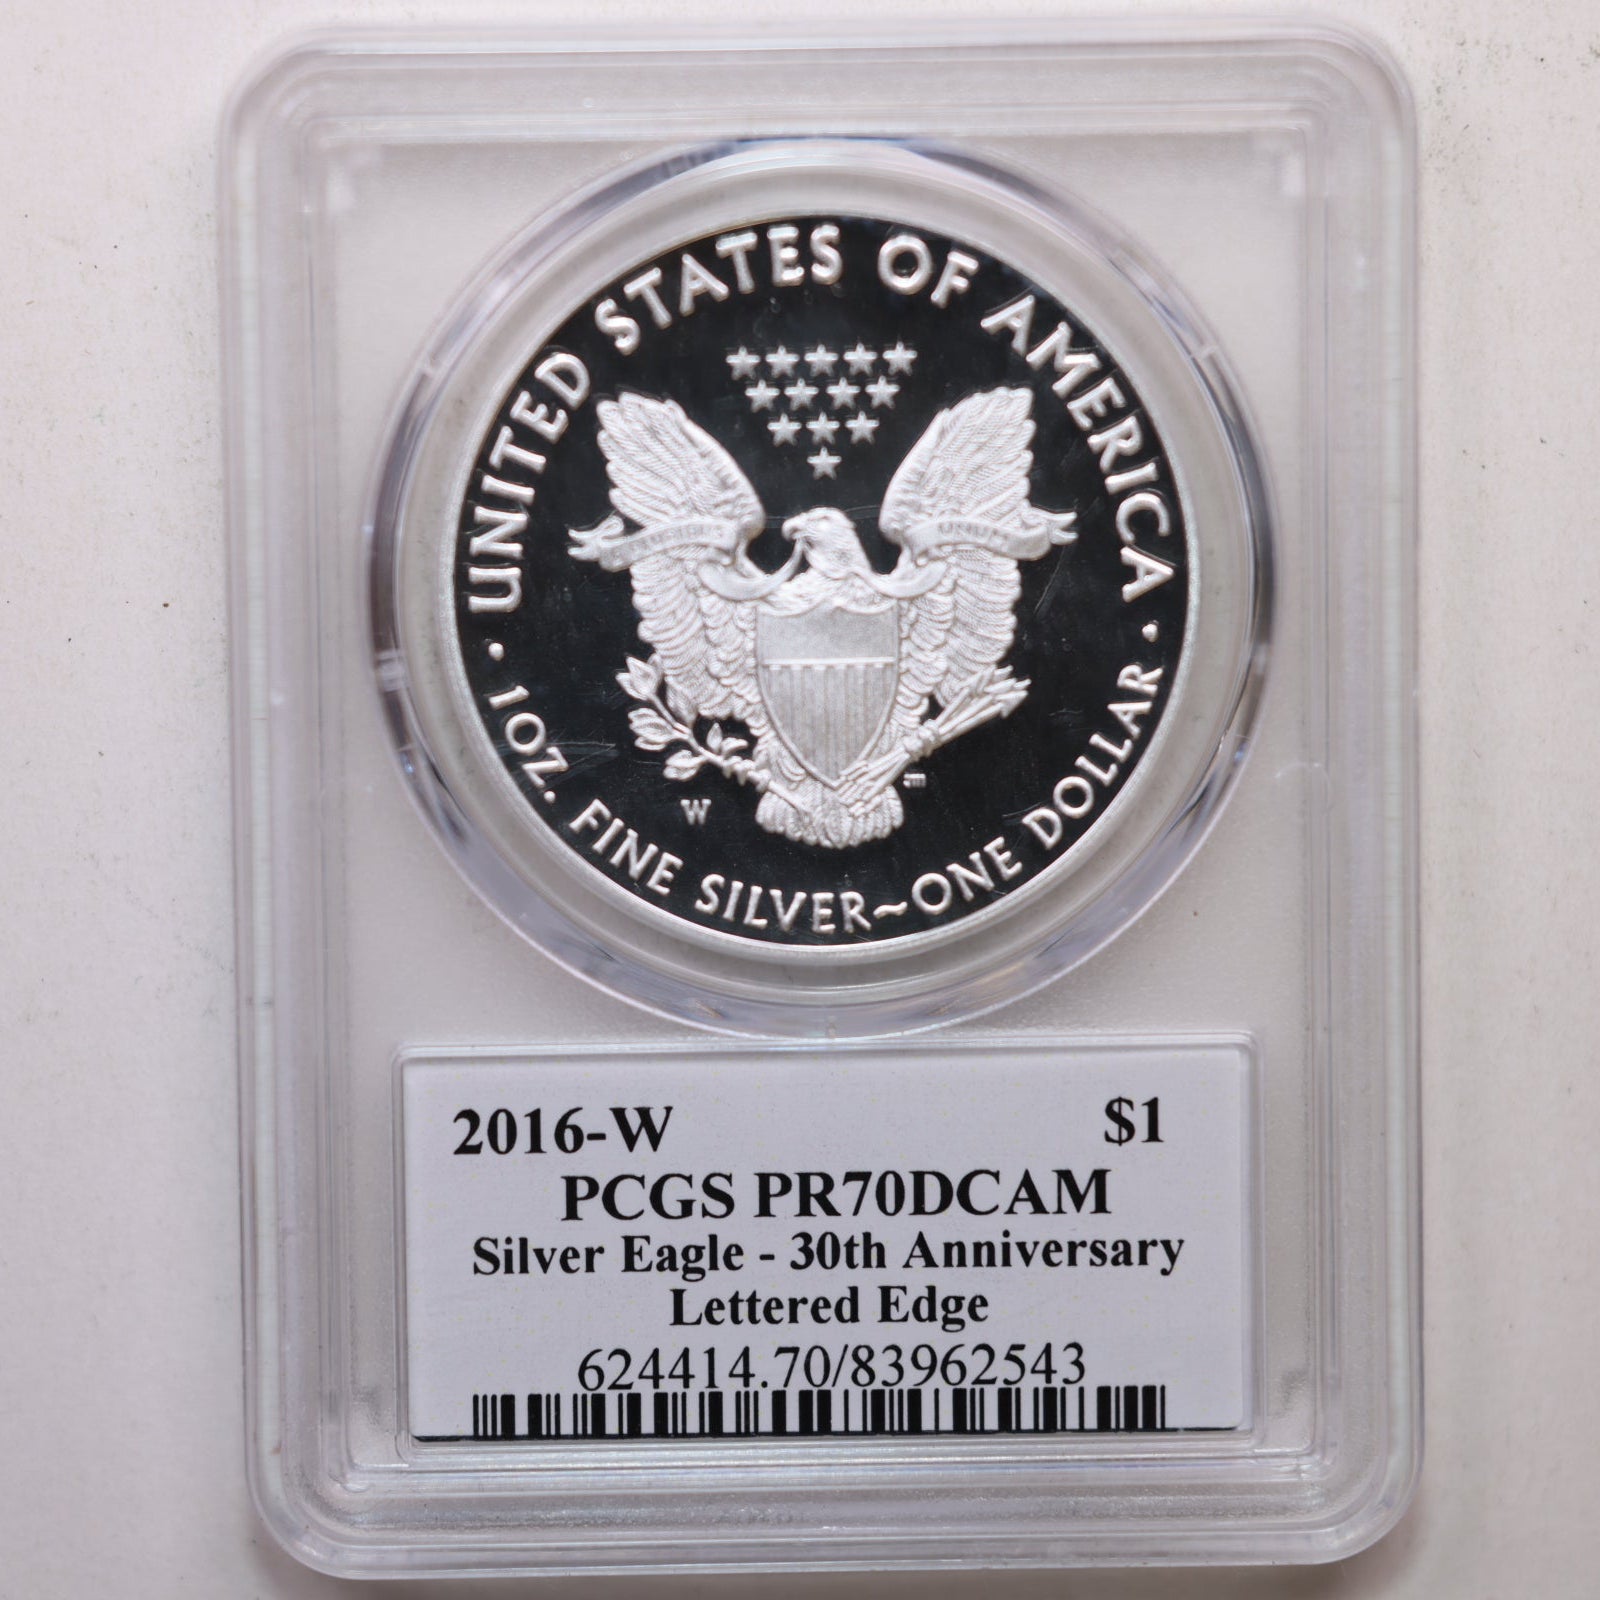 UNITED STATES OF AMERICA
• 1 OZ. FINE SILVER~ONE DOLLAR •
UNUM
W
2016-W $1
PCGS PR70DCAM
Silver Eagle - 30th Anniversary
Lettered Edge
624414.70/83962543